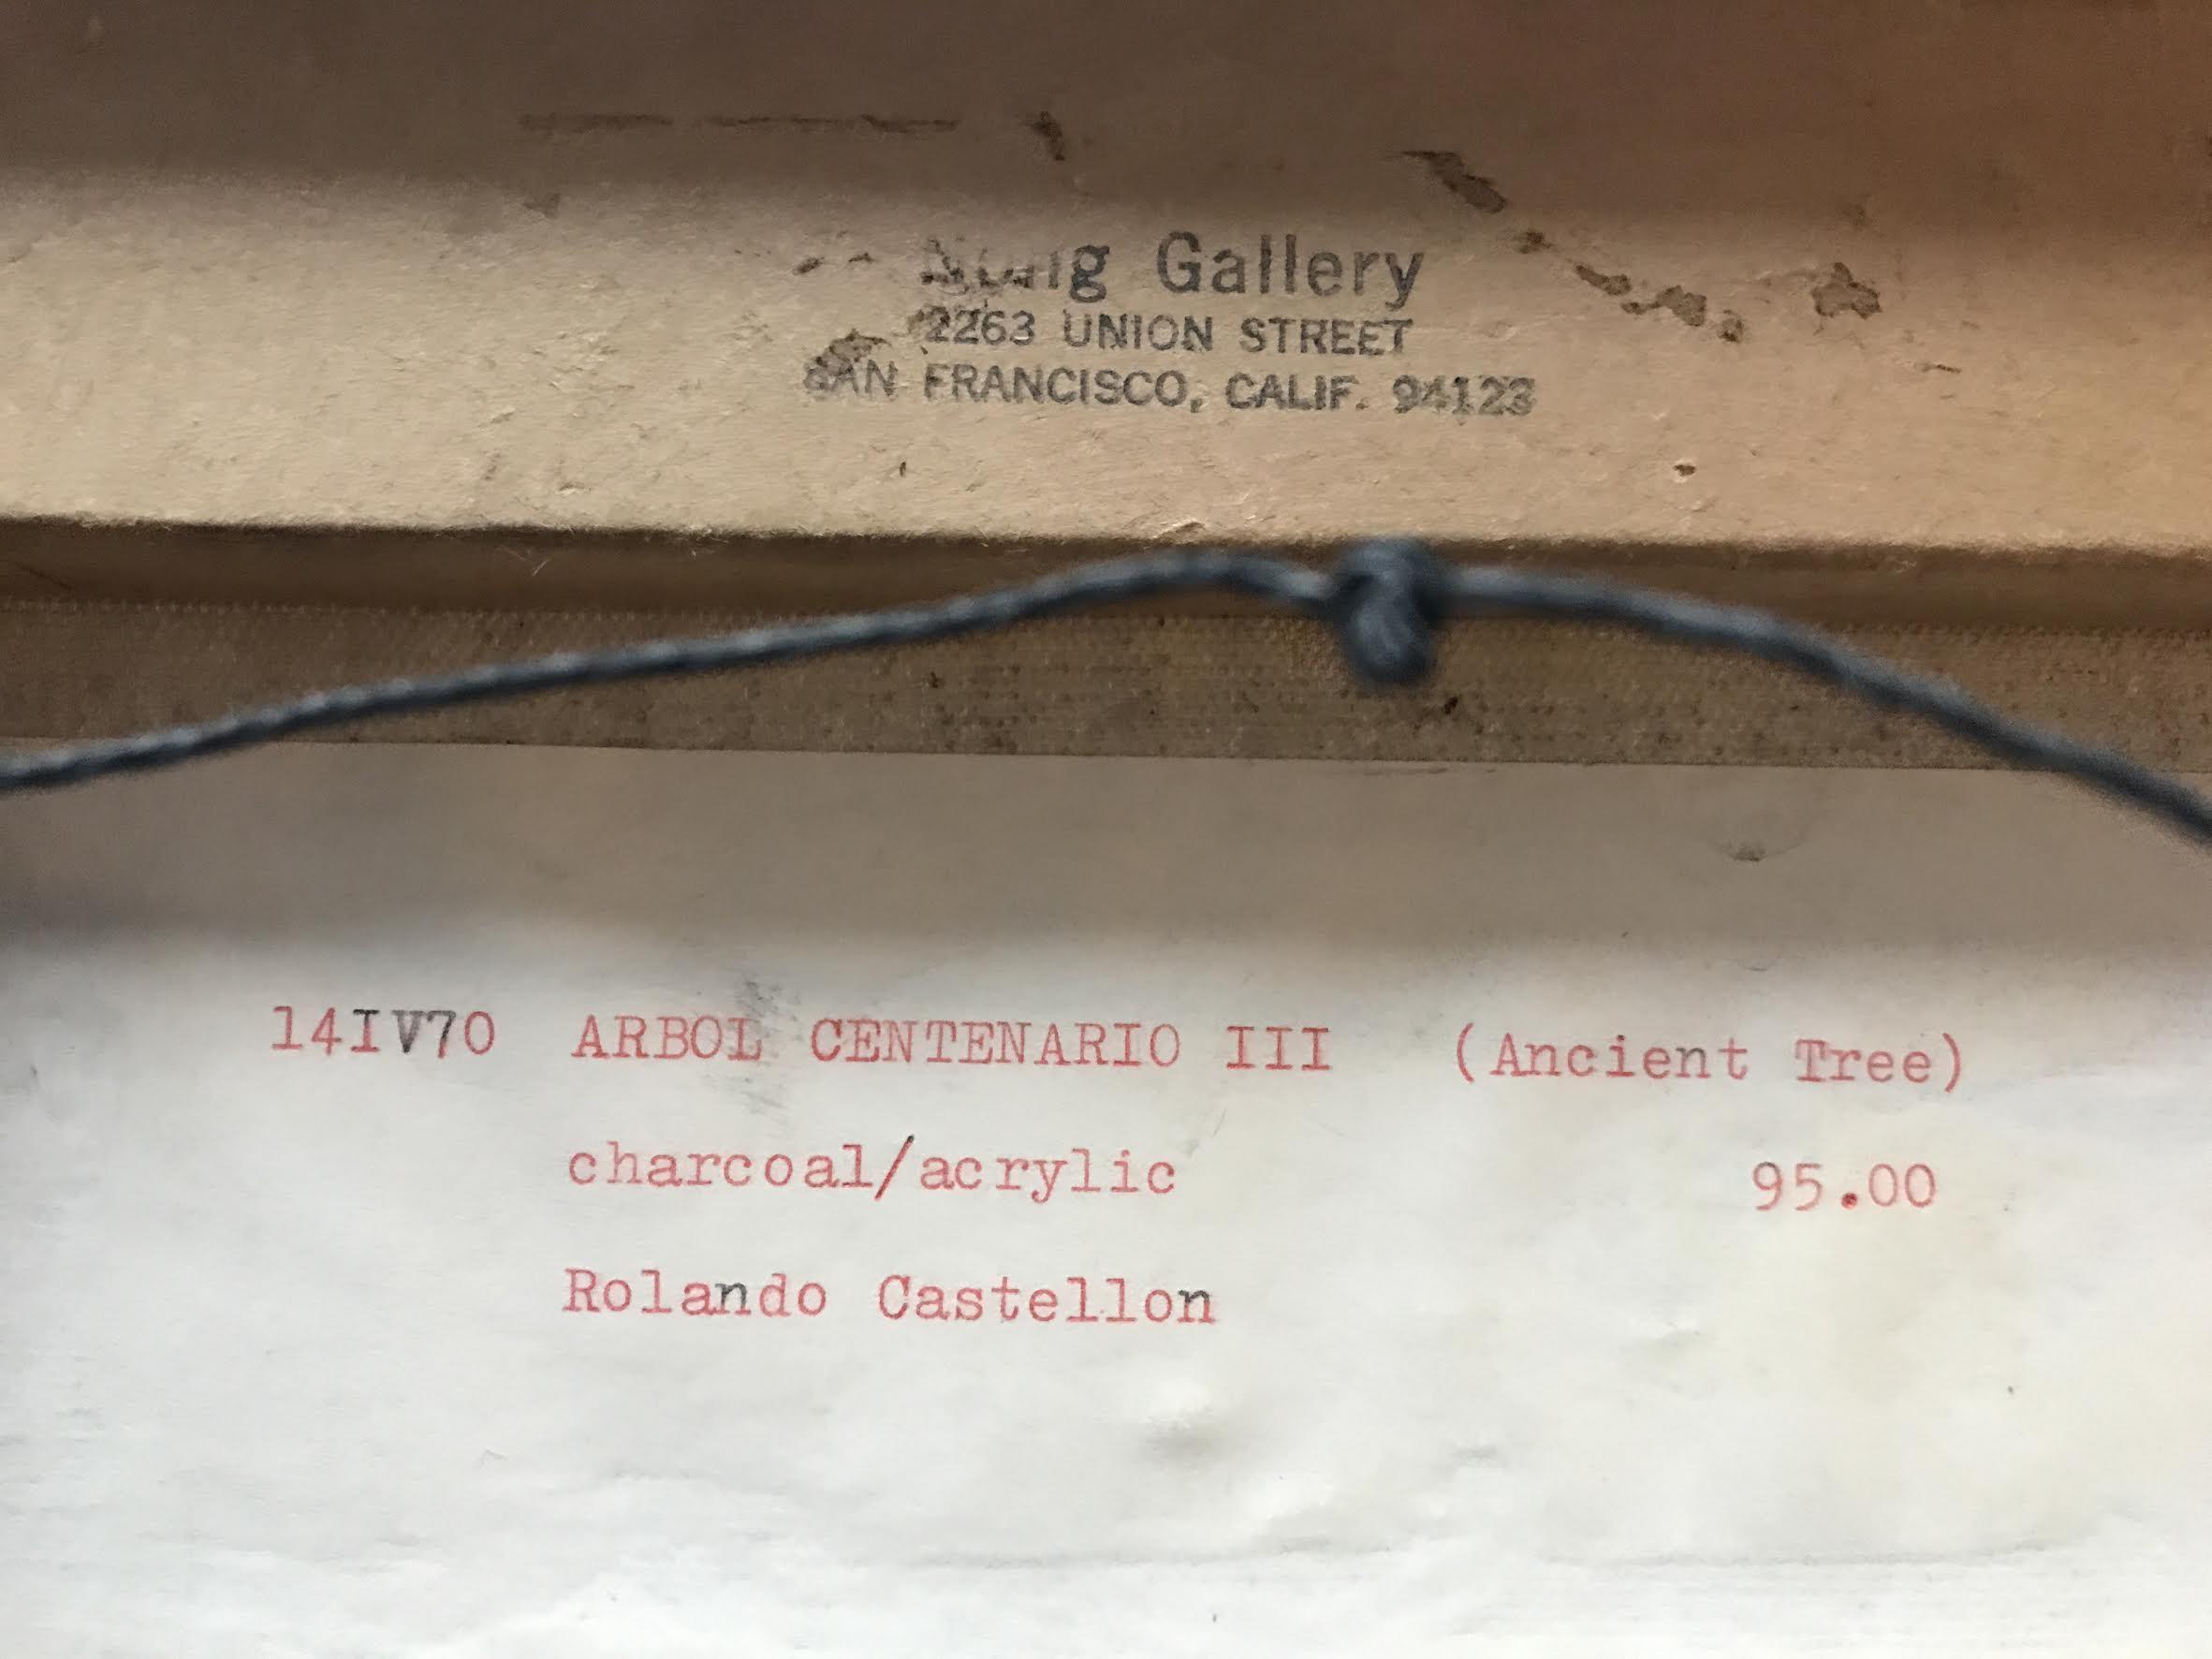 Gallery
2263 UNION STREET
SAN FRANCISCO, CALIF. 94123
14IV70 ARBOL CENTENARIO III (Ancient Tree)
charcoal/acrylic 95.00
Rolando Castellon